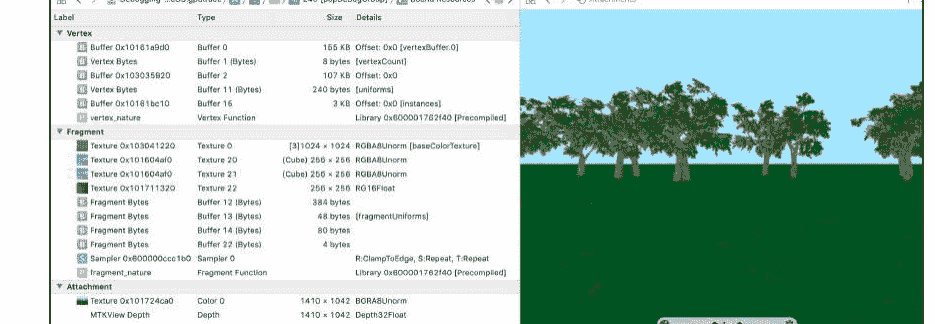 Label Type Size Details
Vertex
Buffer 0x10161a9d0 Buffer 0 155 KB Offset: 0x0 [vertexBuffer.0]
Vertex Bytes Buffer 1 (Bytes) 8 bytes [vertexCount]
Buffer 0x103035820 Buffer 2 107 KB Offset: 0x0
Vertex Bytes Buffer 11 (Bytes) 240 bytes [uniforms]
Buffer 0x10161bc10 Buffer 16 3 KB Offset: 0x0 [instances]
vertex_nature Vertex Function Library 0x600001762f40 [Precompiled]
Fragment
Texture 0x103041220 Texture 0 [3]1024 × 1024 RGBA8Unorm [baseColorTexture]
Texture 0x101604af0 Texture 20 (Cube) 256 × 256 RGBA8Unorm
Texture 0x101604af0 Texture 21 (Cube) 256 × 256 RGBA8Unorm
Texture 0x101711320 Texture 22 256 × 256 RG16Float
Fragment Bytes Buffer 12 (Bytes) 384 bytes
Fragment Bytes Buffer 13 (Bytes) 48 bytes [fragmentUniforms]
Fragment Bytes Buffer 14 (Bytes) 80 bytes
Fragment Bytes Buffer 22 (Bytes) 4 bytes
Sampler 0x600000ccc1b0 Sampler 0 R:ClampToEdge, S:Repeat, T:Repeat
fragment_nature Fragment Function Library 0x600001762f40 [Precompiled]
Attachment
Texture 0x101724ca0 Color 0 1410 × 1042 BGRA8Unorm
MTKView Depth Depth 1410 × 1042 Depth32Float